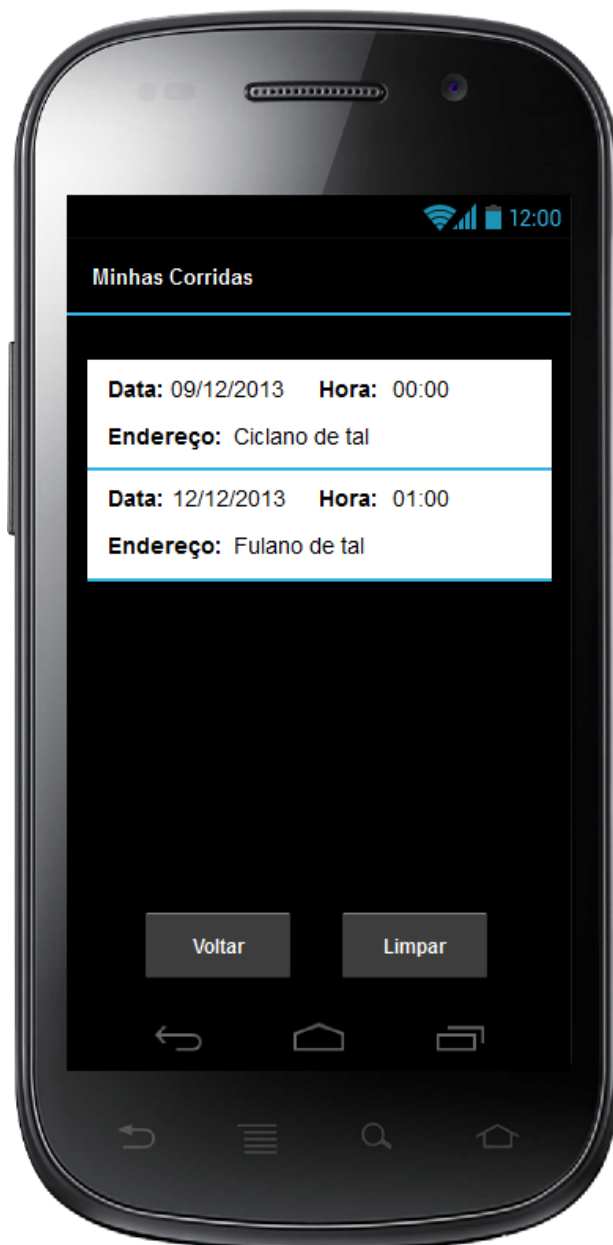 12:00
Minhas Corridas
Data: 09/12/2013 Hora: 00:00
Endereço: Ciclano de tal
Data: 12/12/2013 Hora: 01:00
Endereço: Fulano de tal
Voltar Limpar